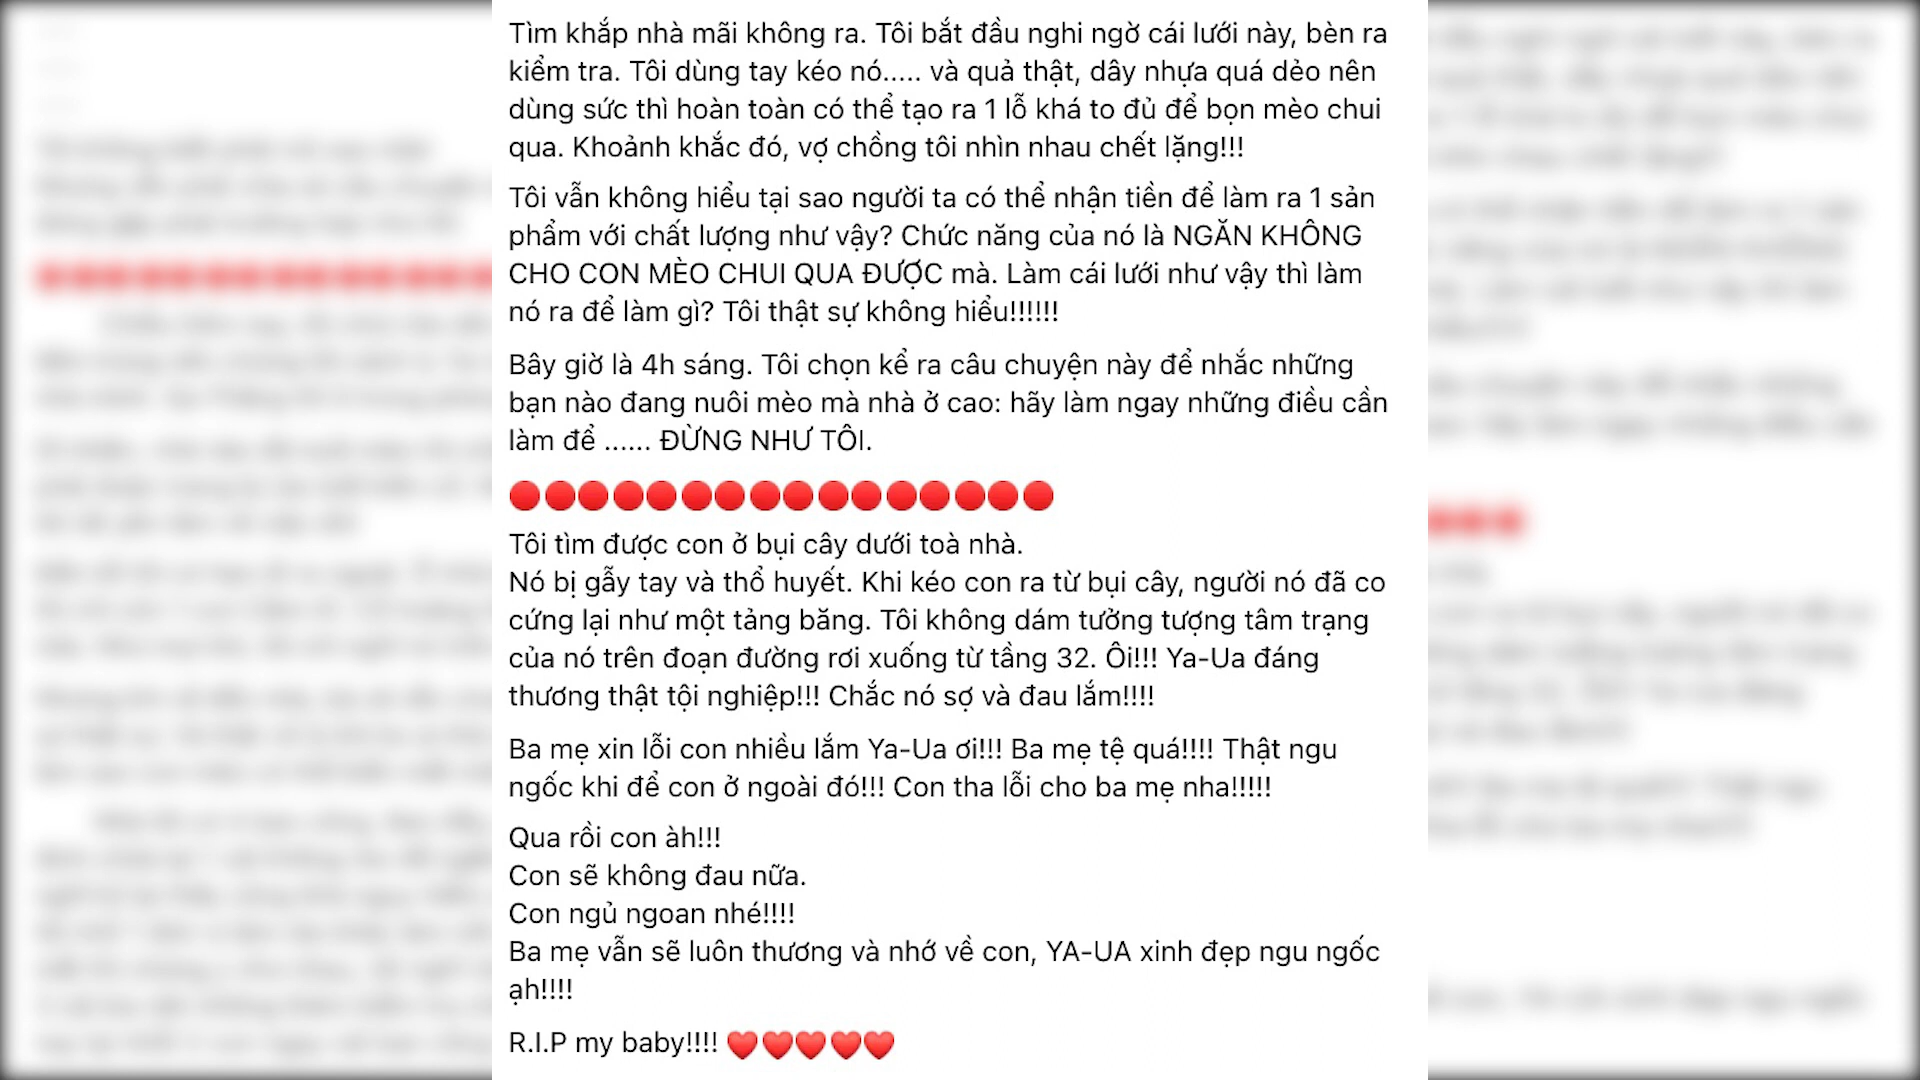 Tìm khắp nhà mãi không ra. Tôi bắt đầu nghi ngờ cái lưới này, bèn ra
kiểm tra. Tôi dùng tay kéo nó..... và quả thật, dây nhựa quá dẻo nên
dùng sức thì hoàn toàn có thể tạo ra 1 lỗ khá to đủ để bọn mèo chui
qua. Khoảnh khắc đó, vợ chồng tôi nhìn nhau chết lặng!!!
Tôi vẫn không hiểu tại sao người ta có thể nhận tiền để làm ra 1 sản
phẩm với chất lượng như vậy? Chức năng của nó là NGĂN KHÔNG
CHO CON MÈO CHUI QUA ĐƯỢC mà. Làm cái lưới như vậy thì làm
nó ra để làm gì? Tôi thật sự không hiểu!!!!!!
Bây giờ là 4h sáng. Tôi chọn kể ra câu chuyện này để nhắc những
bạn nào đang nuôi mèo mà nhà ở cao: hãy làm ngay những điều cần
làm để ...... ĐỪNG NHƯ TÔI.
🔴🔴🔴🔴🔴🔴🔴🔴🔴🔴🔴🔴🔴🔴🔴🔴
Tôi tìm được con ở bụi cây dưới toà nhà.
Nó bị gẫy tay và thổ huyết. Khi kéo con ra từ bụi cây, người nó đã co
cứng lại như một tảng băng. Tôi không dám tưởng tượng tâm trạng
của nó trên đoạn đường rơi xuống từ tầng 32. Ôi!!! Ya-Ua đáng
thương thật tội nghiệp!!! Chắc nó sợ và đau lắm!!!!
Ba mẹ xin lỗi con nhiều lắm Ya-Ua ơi!!! Ba mẹ tệ quá!!!! Thật ngu
ngốc khi để con ở ngoài đó!!! Con tha lỗi cho ba mẹ nha!!!!!
Qua rồi con àh!!!
Con sẽ không đau nữa.
Con ngủ ngoan nhé!!!!
Ba mẹ vẫn sẽ luôn thương và nhớ về con, YA-UA xinh đẹp ngu ngốc
ạh!!!!
R.I.P my baby!!!! ❤️❤️❤️❤️❤️